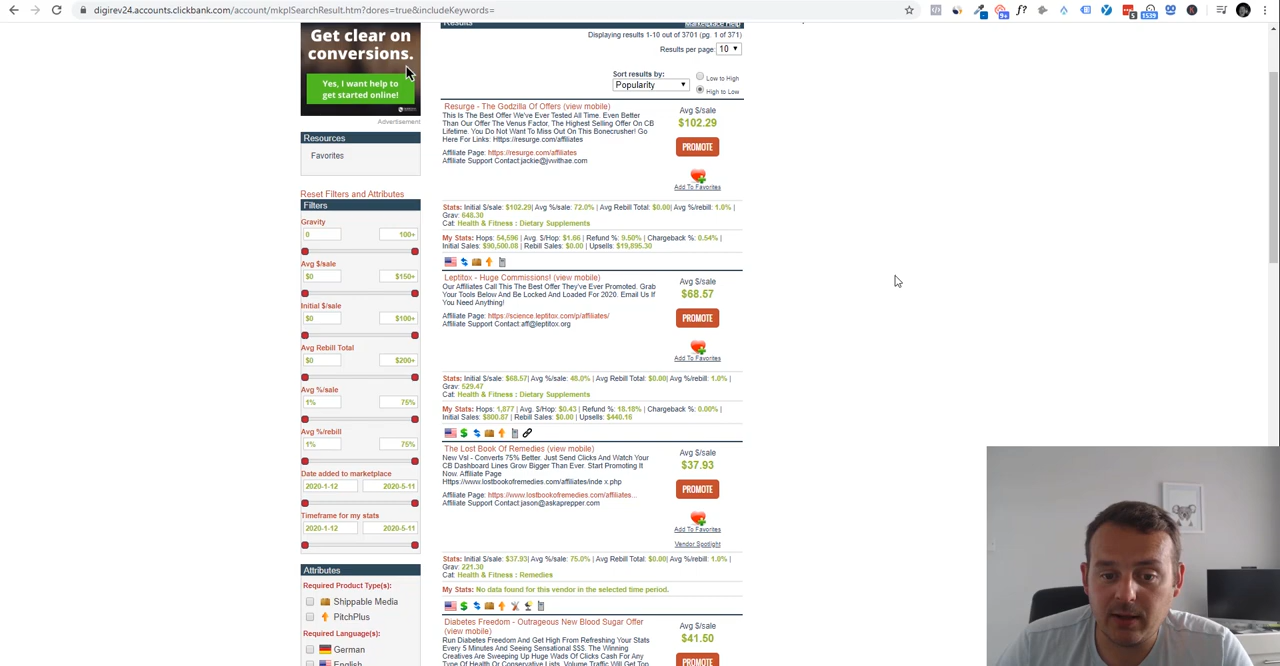 digirev24.accounts.clickbank.com/account/mkplSearchResult.htm?dores=true&includeKeywords=
f?
9+
5
1539
Get clear on
conversions.
Yes, I want help to
get started online!
Advertisement
Resources
Favorites
Reset Filters and Attributes
Filters
Gravity
0 100+
Avg $/sale
$0 $150+
Initial $/sale
$0 $100+
Avg Rebill Total
$0 $200+
Avg %/sale
1% 75%
Avg %/rebill
1% 75%
Date added to marketplace
2020-1-12 2020-5-11
Timeframe for my stats
2020-1-12 2020-5-11
Attributes
Required Product Type(s):
Shippable Media
PitchPlus
Required Language(s):
German
English
Results
Marketplace Help
Displaying results 1-10 out of 3701 (pg. 1 of 371)
Results per page: 10
Sort results by:
Popularity
Low to High
High to Low
Resurge - The Godzilla Of Offers (view mobile)
This Is The Best Offer We've Ever Tested All Time. Even Better
Than Our Offer The Venus Factor, The Highest Selling Offer On CB
Lifetime. You Do Not Want To Miss Out On This Bonecrusher! Go
Here For Links: Https://resurge.com/affiliates
Affiliate Page: https://resurge.com/affiliates
Affiliate Support Contact:jackie@jvwithae.com
Avg $/sale
$102.29
PROMOTE
Add To Favorites
Stats: Initial $/sale: $102.29| Avg %/sale: 72.0%| Avg Rebill Total: $0.00| Avg %/rebill: 1.0% |
Grav: 648.30
Cat: Health & Fitness : Dietary Supplements
My Stats: Hops: 54,596 | Avg. $/Hop: $1.66 | Refund %: 9.50% | Chargeback %: 0.54% |
Initial Sales: $90,500.08 | Rebill Sales: $0.00 | Upsells: $19,895.30
Leptitox - Huge Commissions! (view mobile)
Our Affiliates Call This The Best Offer They've Ever Promoted. Grab
Your Tools Below And Be Locked And Loaded For 2020. Email Us If
You Need Anything!
Affiliate Page: https://science.leptitox.com/p/affiliates/
Affiliate Support Contact:aff@leptitox.org
Avg $/sale
$68.57
PROMOTE
Add To Favorites
Stats: Initial $/sale: $68.57| Avg %/sale: 48.0%| Avg Rebill Total: $0.00| Avg %/rebill: 1.0% |
Grav: 529.47
Cat: Health & Fitness : Dietary Supplements
My Stats: Hops: 1,877 | Avg. $/Hop: $0.43 | Refund %: 18.18% | Chargeback %: 0.00% |
Initial Sales: $800.87 | Rebill Sales: $0.00 | Upsells: $440.16
The Lost Book Of Remedies (view mobile)
New Vsl - Converts 75% Better. Just Send Clicks And Watch Your
CB Dashboard Lines Grow Bigger Than Ever. Start Promoting It
Now. Affiliate Page
Https://www.lostbookofremedies.com/affiliates/inde x.php
Affiliate Page: https://www.lostbookofremedies.com/affiliates...
Affiliate Support Contact:jason@askaprepper.com
Avg $/sale
$37.93
PROMOTE
Add To Favorites
Vendor Spotlight
Stats: Initial $/sale: $37.93| Avg %/sale: 75.0%| Avg Rebill Total: $0.00| Avg %/rebill: 1.0% |
Grav: 221.30
Cat: Health & Fitness : Remedies
My Stats: No data found for this vendor in the selected time period.
Diabetes Freedom - Outrageous New Blood Sugar Offer
(view mobile)
Run Diabetes Freedom And Get High From Refreshing Your Stats
Every 5 Minutes And Seeing Sensational $$$. The Winning
Creatives Are Sweeping Up Huge Wads Of Clicks Cash For Any
Type Of Health Or Conservative Lists. Volume Traffic Will Get Top
Avg $/sale
$41.50
PROMOTE